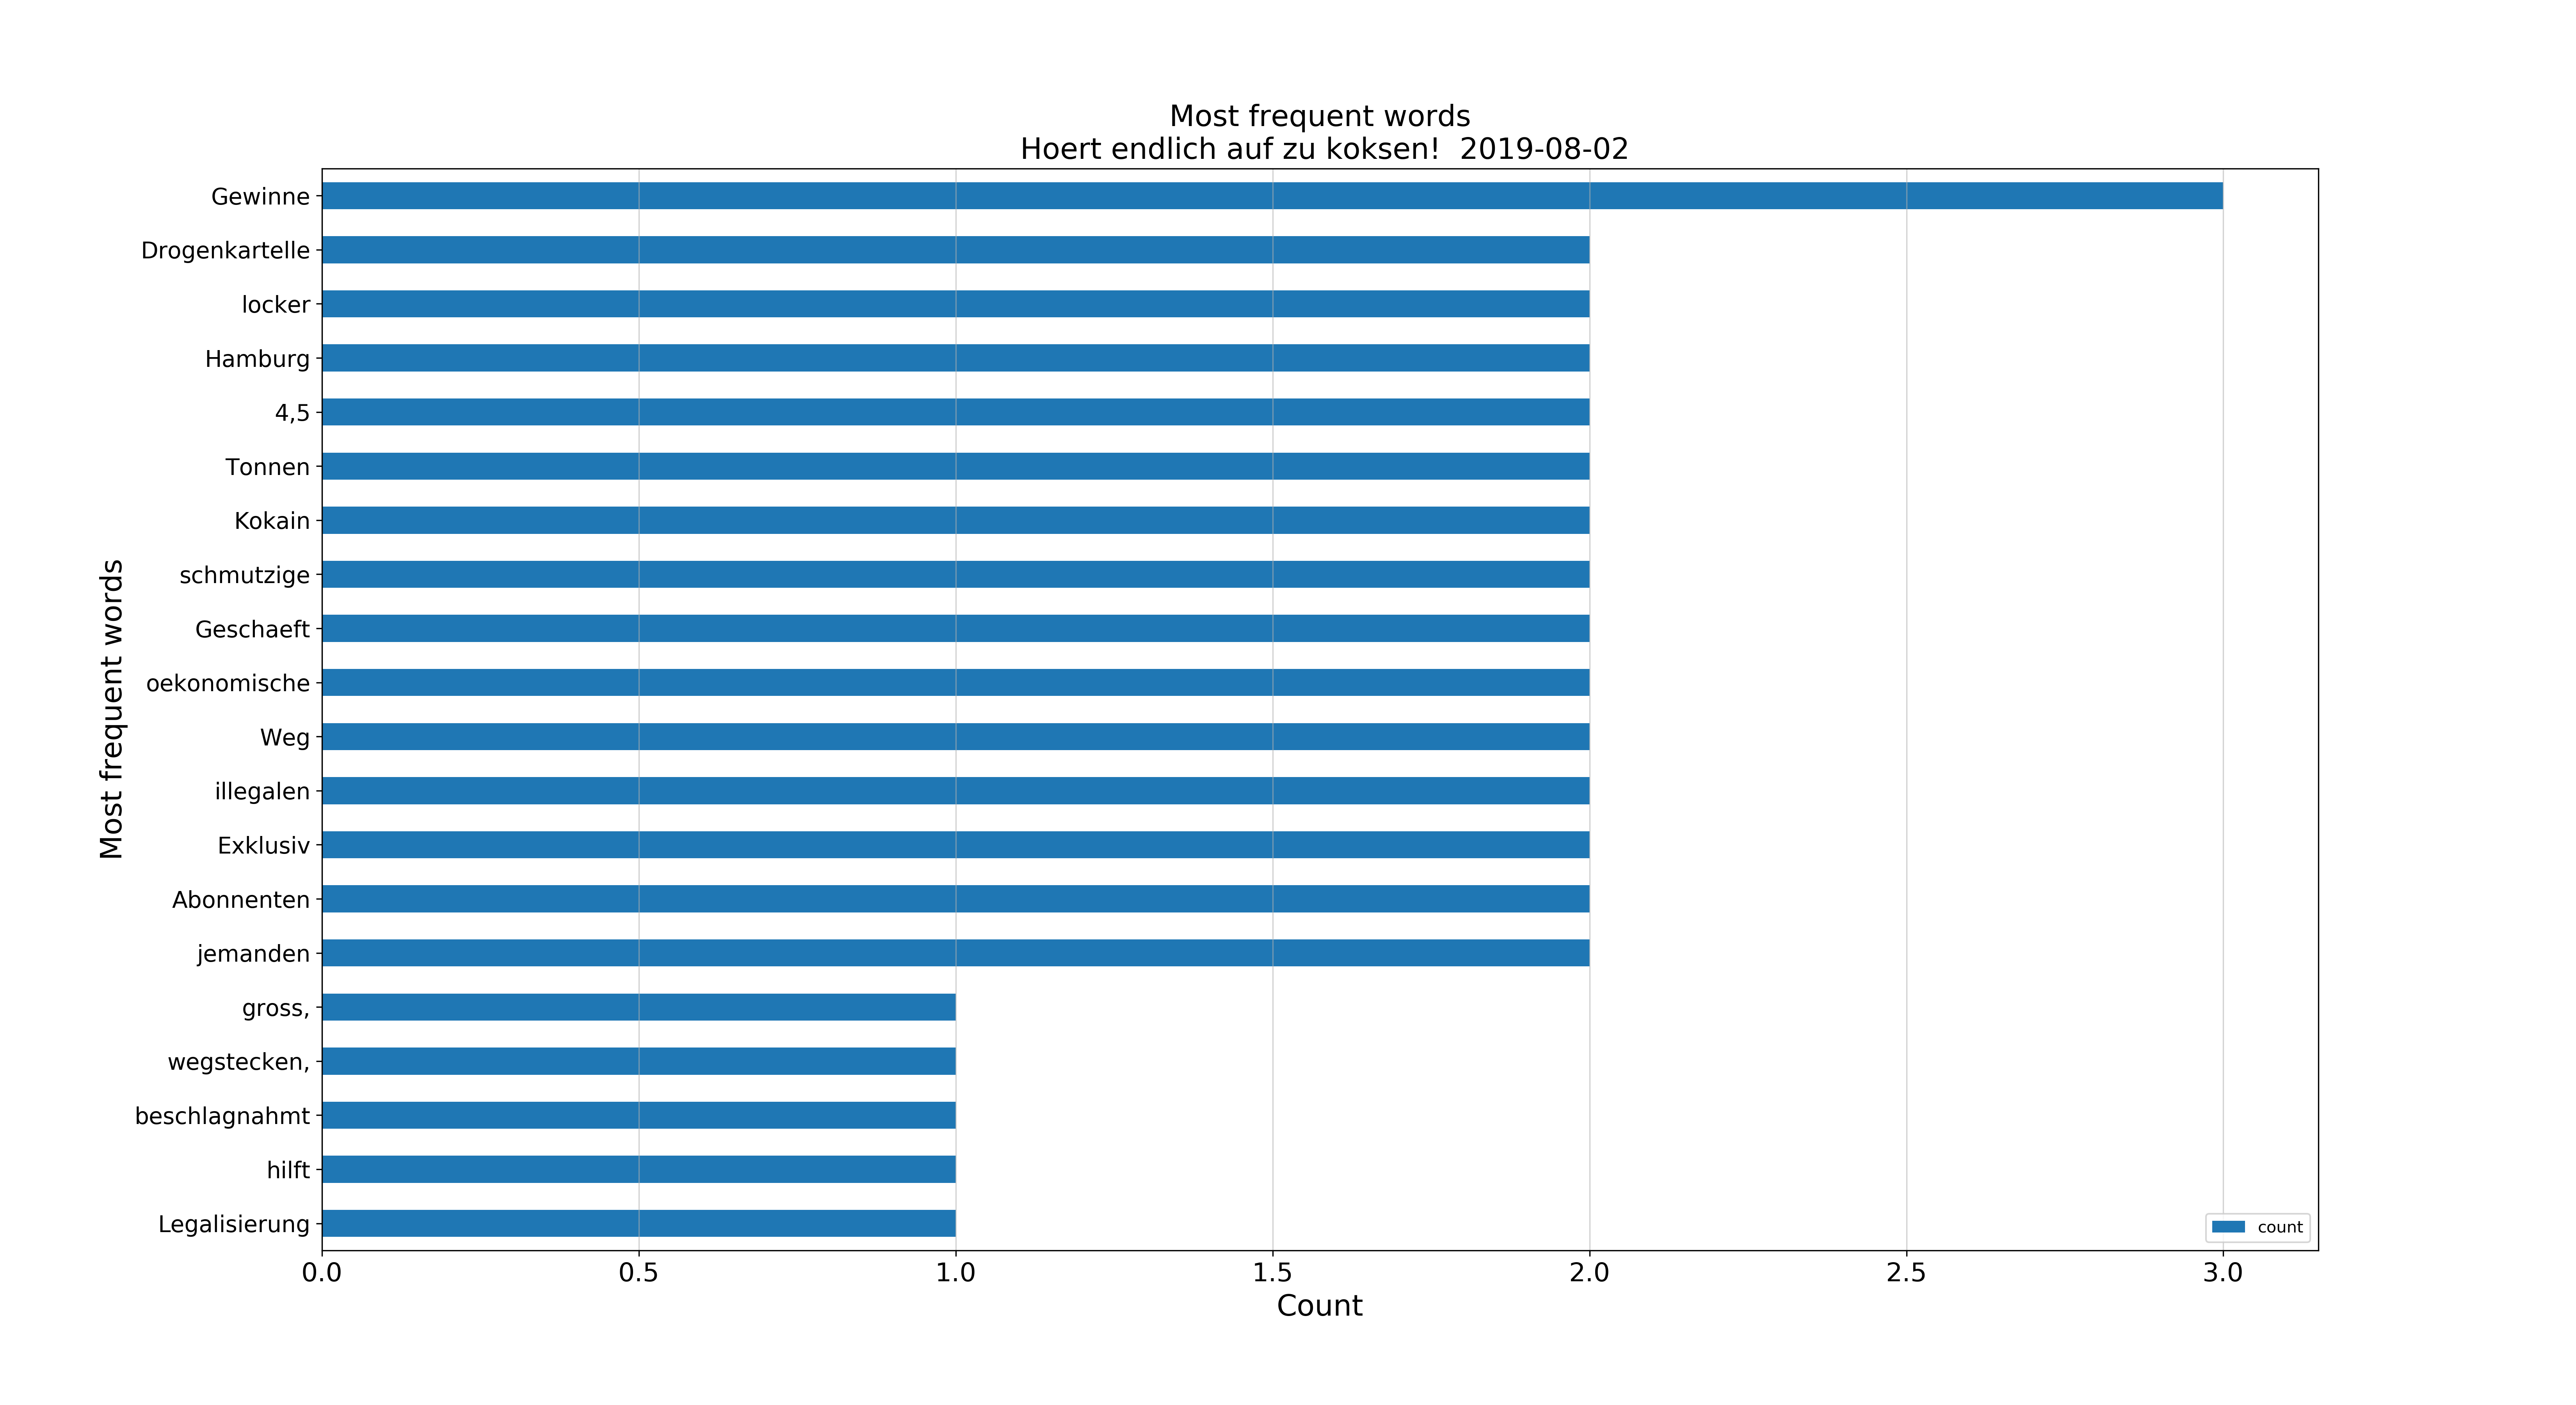 Most frequent words
Hoert endlich auf zu koksen!  2019-08-02
Gewinne
Drogenkartelle
locker
Hamburg
4,5
Tonnen
Kokain
schmutzige
Geschaeft
oekonomische
Weg
illegalen
Exklusiv
Abonnenten
jemanden
gross,
wegstecken,
beschlagnahmt
hilft
Legalisierung
Most frequent words
count
0.0 0.5 1.0 1.5 2.0 2.5 3.0
Count